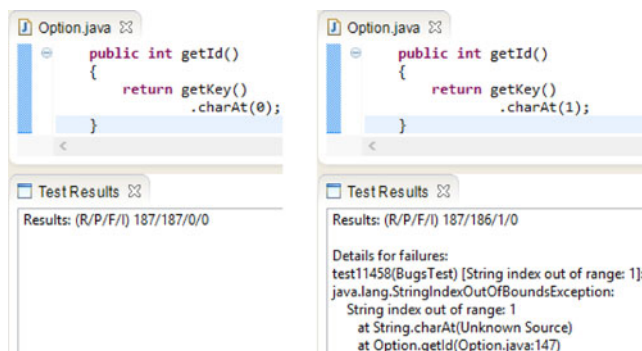 Option.java
public int getId()
{
return getKey()
.charAt(0);
}
Test Results
Results: (R/P/F/I) 187/187/0/0
Option.java
public int getId()
{
return getKey()
.charAt(1);
}
Test Results
Results: (R/P/F/I) 187/186/1/0
Details for failures:
test11458(BugsTest) [String index out of range: 1]:
java.lang.StringIndexOutOfBoundsException:
String index out of range: 1
at String.charAt(Unknown Source)
at Option.getId(Option.java:147)